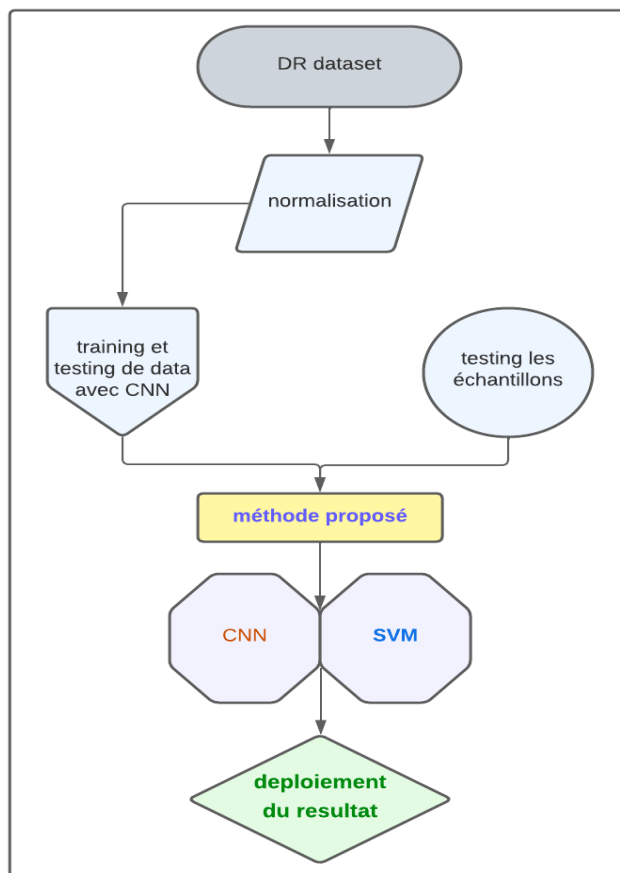 DR dataset
normalisation
training et
testing de data
avec CNN
testing les
échantillons
méthode proposé
CNN
SVM
deploiement
du resultat